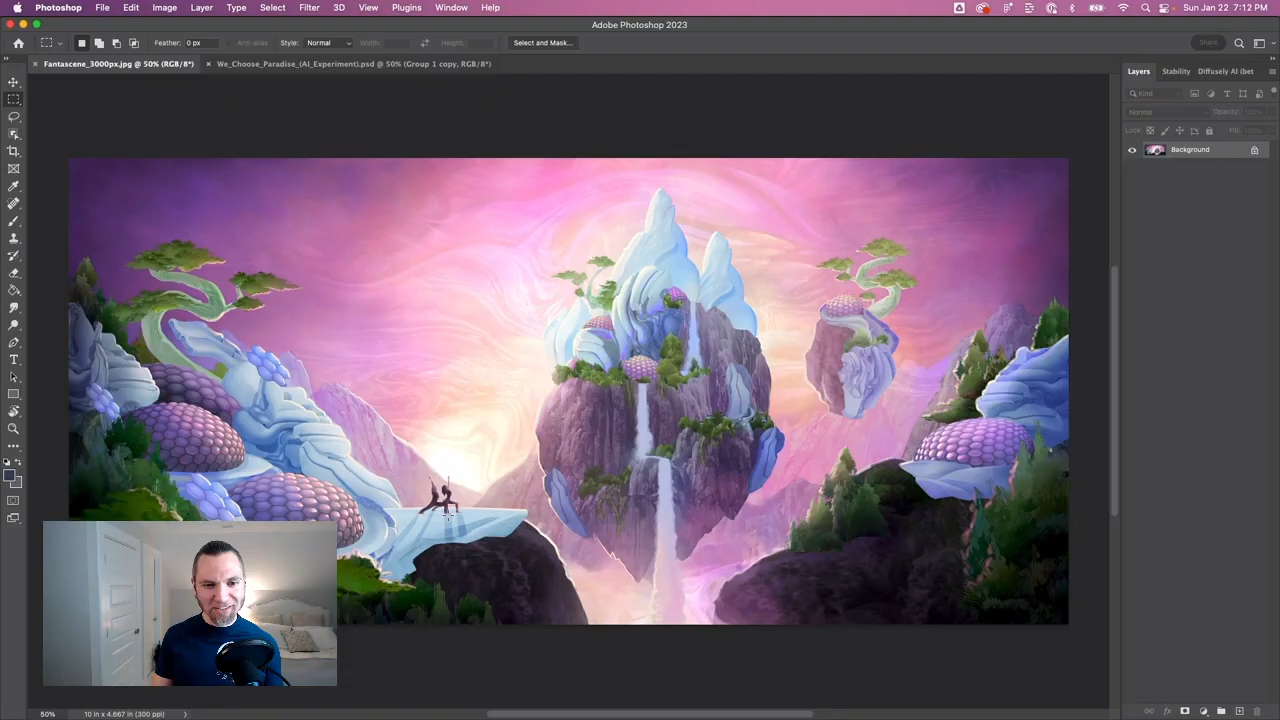 Photoshop File Edit Image Layer Type Select Filter 3D View Plugins Window Help Sun Jan 22 7:12 PM
Adobe Photoshop 2023
Feather: 0 px Anti-alias Style: Normal Width: Height: Select and Mask... Share
Fantascene_3000px.jpg @ 50% (RGB/8*) We_Choose_Paradise_(AI_Experiment).psd @ 50% (Group 1 copy, RGB/8*)
Layers Stability Diffusely AI (bet
Kind
Normal Opacity: 100%
Lock: Fill: 100%
Background
50% 10 in x 4.667 in (300 ppi)